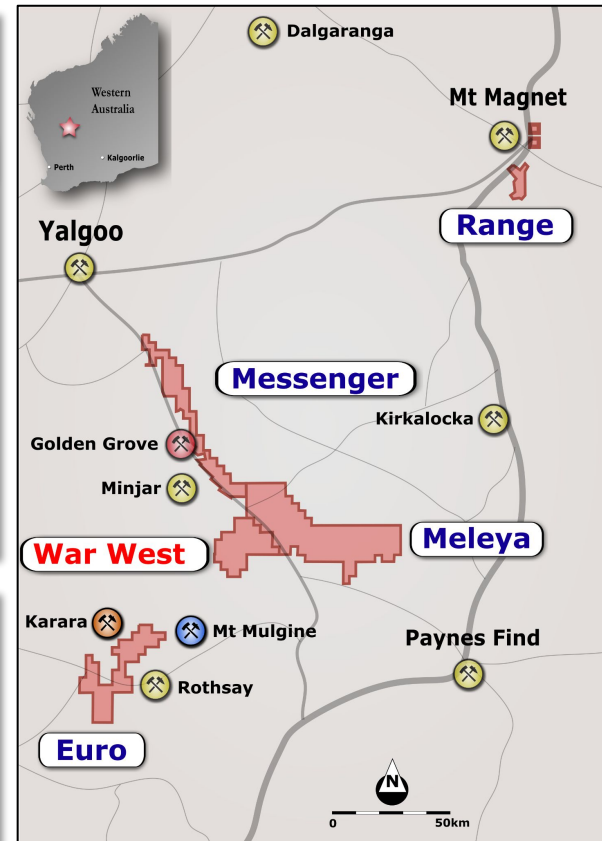 Dalgaranga
Western
Australia
Mt Magnet
Kalgoorlie
Perth
Range
Yalgoo
Messenger
Kirkalocka
Golden Grove
Minjar
Meleya
War West
Karara
Mt Mulgine
Paynes Find
Rothsay
Euro
N
0
50km